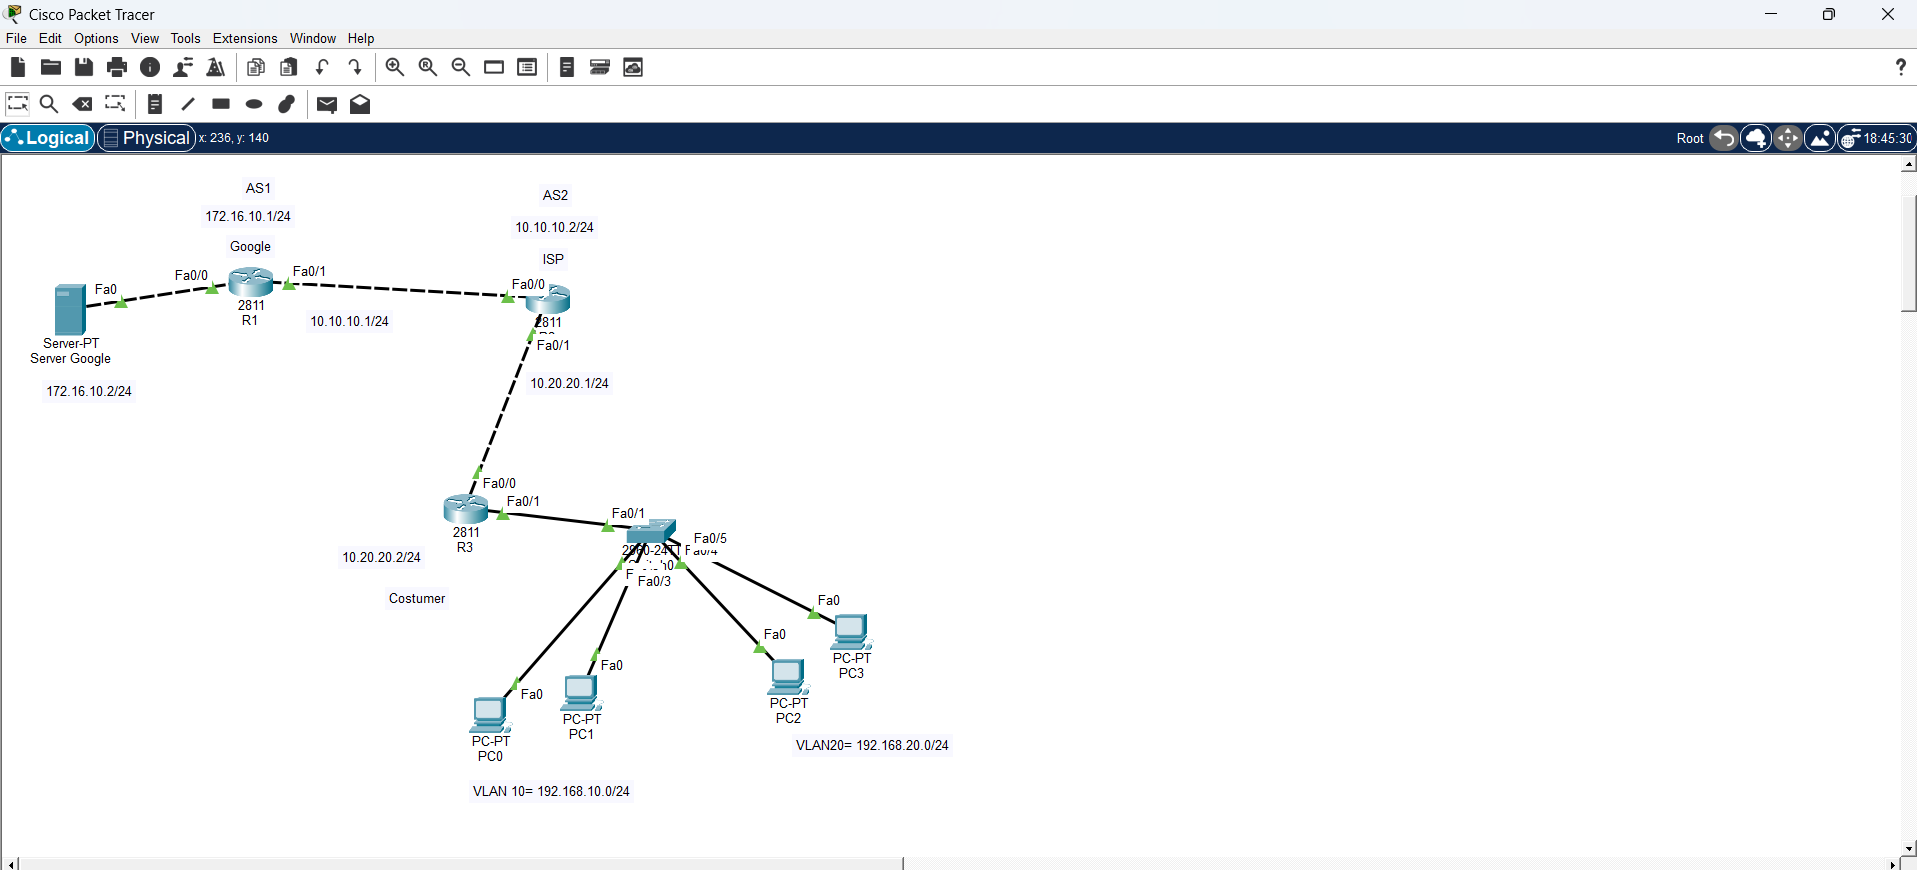 Cisco Packet Tracer
File Edit Options View Tools Extensions Window Help
Logical Physical x: 236, y: 140 Root 18:45:30
AS1
172.16.10.1/24
Google
AS2
10.10.10.2/24
ISP
Fa0
Fa0/0
Fa0/1
Fa0/0
2811
R1
10.10.10.1/24
2811
Fa0/1
Server-PT
Server Google
172.16.10.2/24
10.20.20.1/24
Fa0/0
Fa0/1
Fa0/1
2811
R3
10.20.20.2/24
Costumer
Fa0/5
Fa0/4
Fa0/3
Fa0
PC-PT
PC3
Fa0
PC-PT
PC2
Fa0
PC-PT
PC1
Fa0
PC-PT
PC0
VLAN20= 192.168.20.0/24
VLAN 10= 192.168.10.0/24